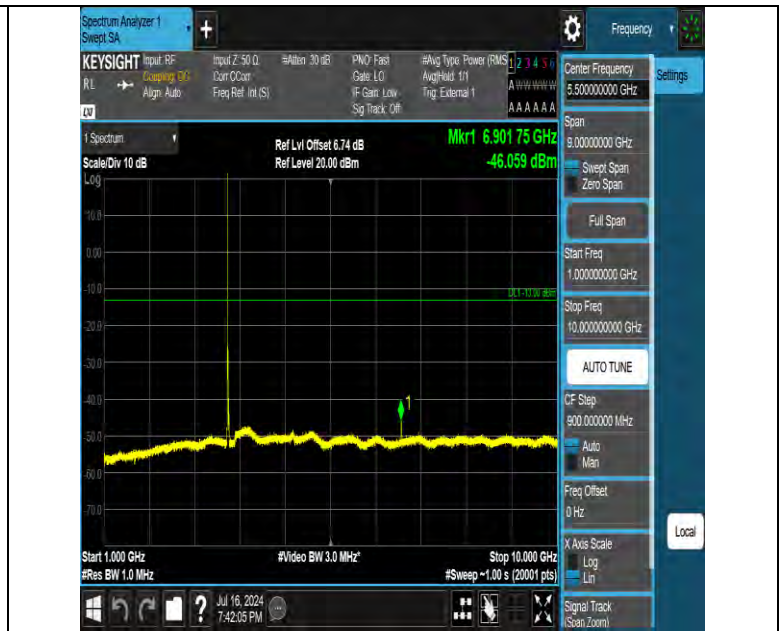 Spectrum Analyzer 1
Swept SA
+
Frequency
KEYSIGHT
RL
Input: RF
Coupling: DC
Align: Auto
Input Z: 50 Ω
Corr CCorr
Freq Ref: Int (S)
#Atten: 30 dB
PNO: Fast
Gate: LO
IF Gain: Low
Sig Track: Off
#Avg Type: Power (RMS
Avg|Hold: 1/1
Trig: External 1
1 2 3 4 5 6
A W W W W W
A A A A A A
1 Spectrum
Scale/Div 10 dB
Ref Lvl Offset 6.74 dB
Ref Level 20.00 dBm
Mkr1 6.901 75 GHz
-46.059 dBm
Log
10.0
0.00
-10.0
-20.0
-30.0
-40.0
-50.0
-60.0
-70.0
DL1 -13.00 dBm
1
Start 1.000 GHz
#Res BW 1.0 MHz
#Video BW 3.0 MHz*
Stop 10.000 GHz
#Sweep ~1.00 s (20001 pts)
Center Frequency
5.50000000 GHz
Settings
Span
9.00000000 GHz
Swept Span
Zero Span
Full Span
Start Freq
1.000000000 GHz
Stop Freq
10.000000000 GHz
AUTO TUNE
CF Step
900.000000 MHz
Auto
Man
Freq Offset
0 Hz
X Axis Scale
Log
Lin
Local
Signal Track
(Span Zoom)
?
Jul 16, 2024
7:42:05 PM